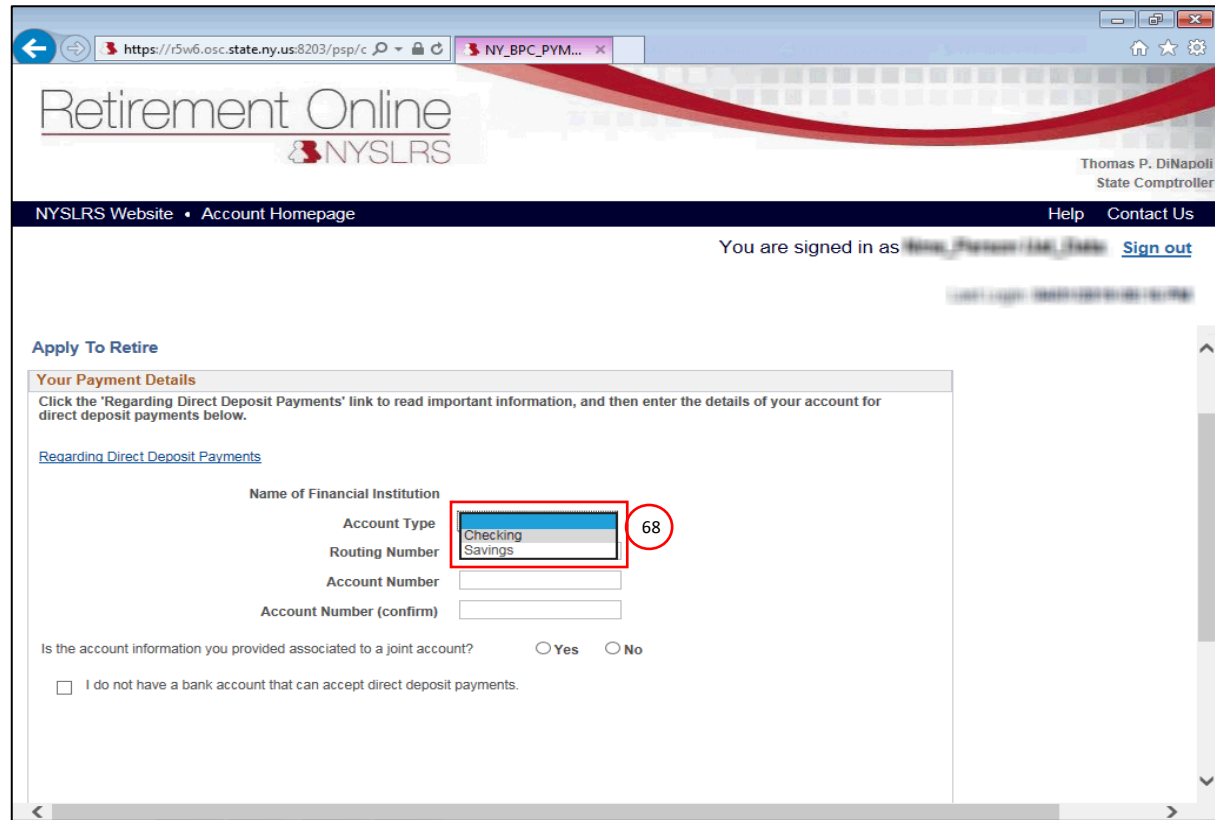 https://r5w6.osc.state.ny.us:8203/psp/c
NY_BPC_PYM...
Retirement Online
NYSLRS
Thomas P. DiNapoli
State Comptroller
NYSLRS Website • Account Homepage
Help Contact Us
You are signed in as
Sign out
Apply To Retire
Your Payment Details
Click the 'Regarding Direct Deposit Payments' link to read important information, and then enter the details of your account for
direct deposit payments below.
Regarding Direct Deposit Payments
Name of Financial Institution
Account Type
Checking
Savings
68
Routing Number
Account Number
Account Number (confirm)
Is the account information you provided associated to a joint account? Yes No
I do not have a bank account that can accept direct deposit payments.